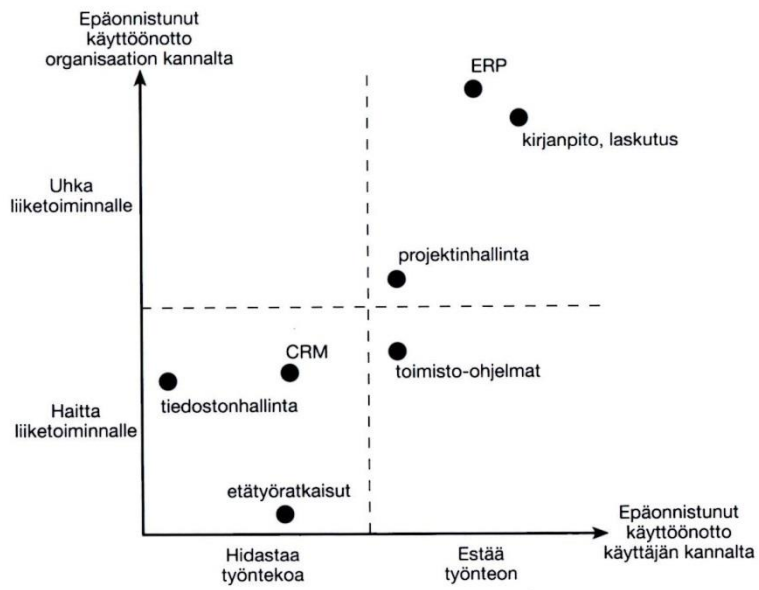 Epäonnistunut
käyttöönotto
organisaation kannalta
ERP
kirjanpito, laskutus
Uhka
liiketoiminnalle
projektinhallinta
CRM
toimisto-ohjelmat
tiedostonhallinta
Haitta
liiketoiminnalle
etätyöratkaisut
Epäonnistunut
käyttöönotto
käyttäjän kannalta
Hidastaa
työntekoa
Estää
työnteon